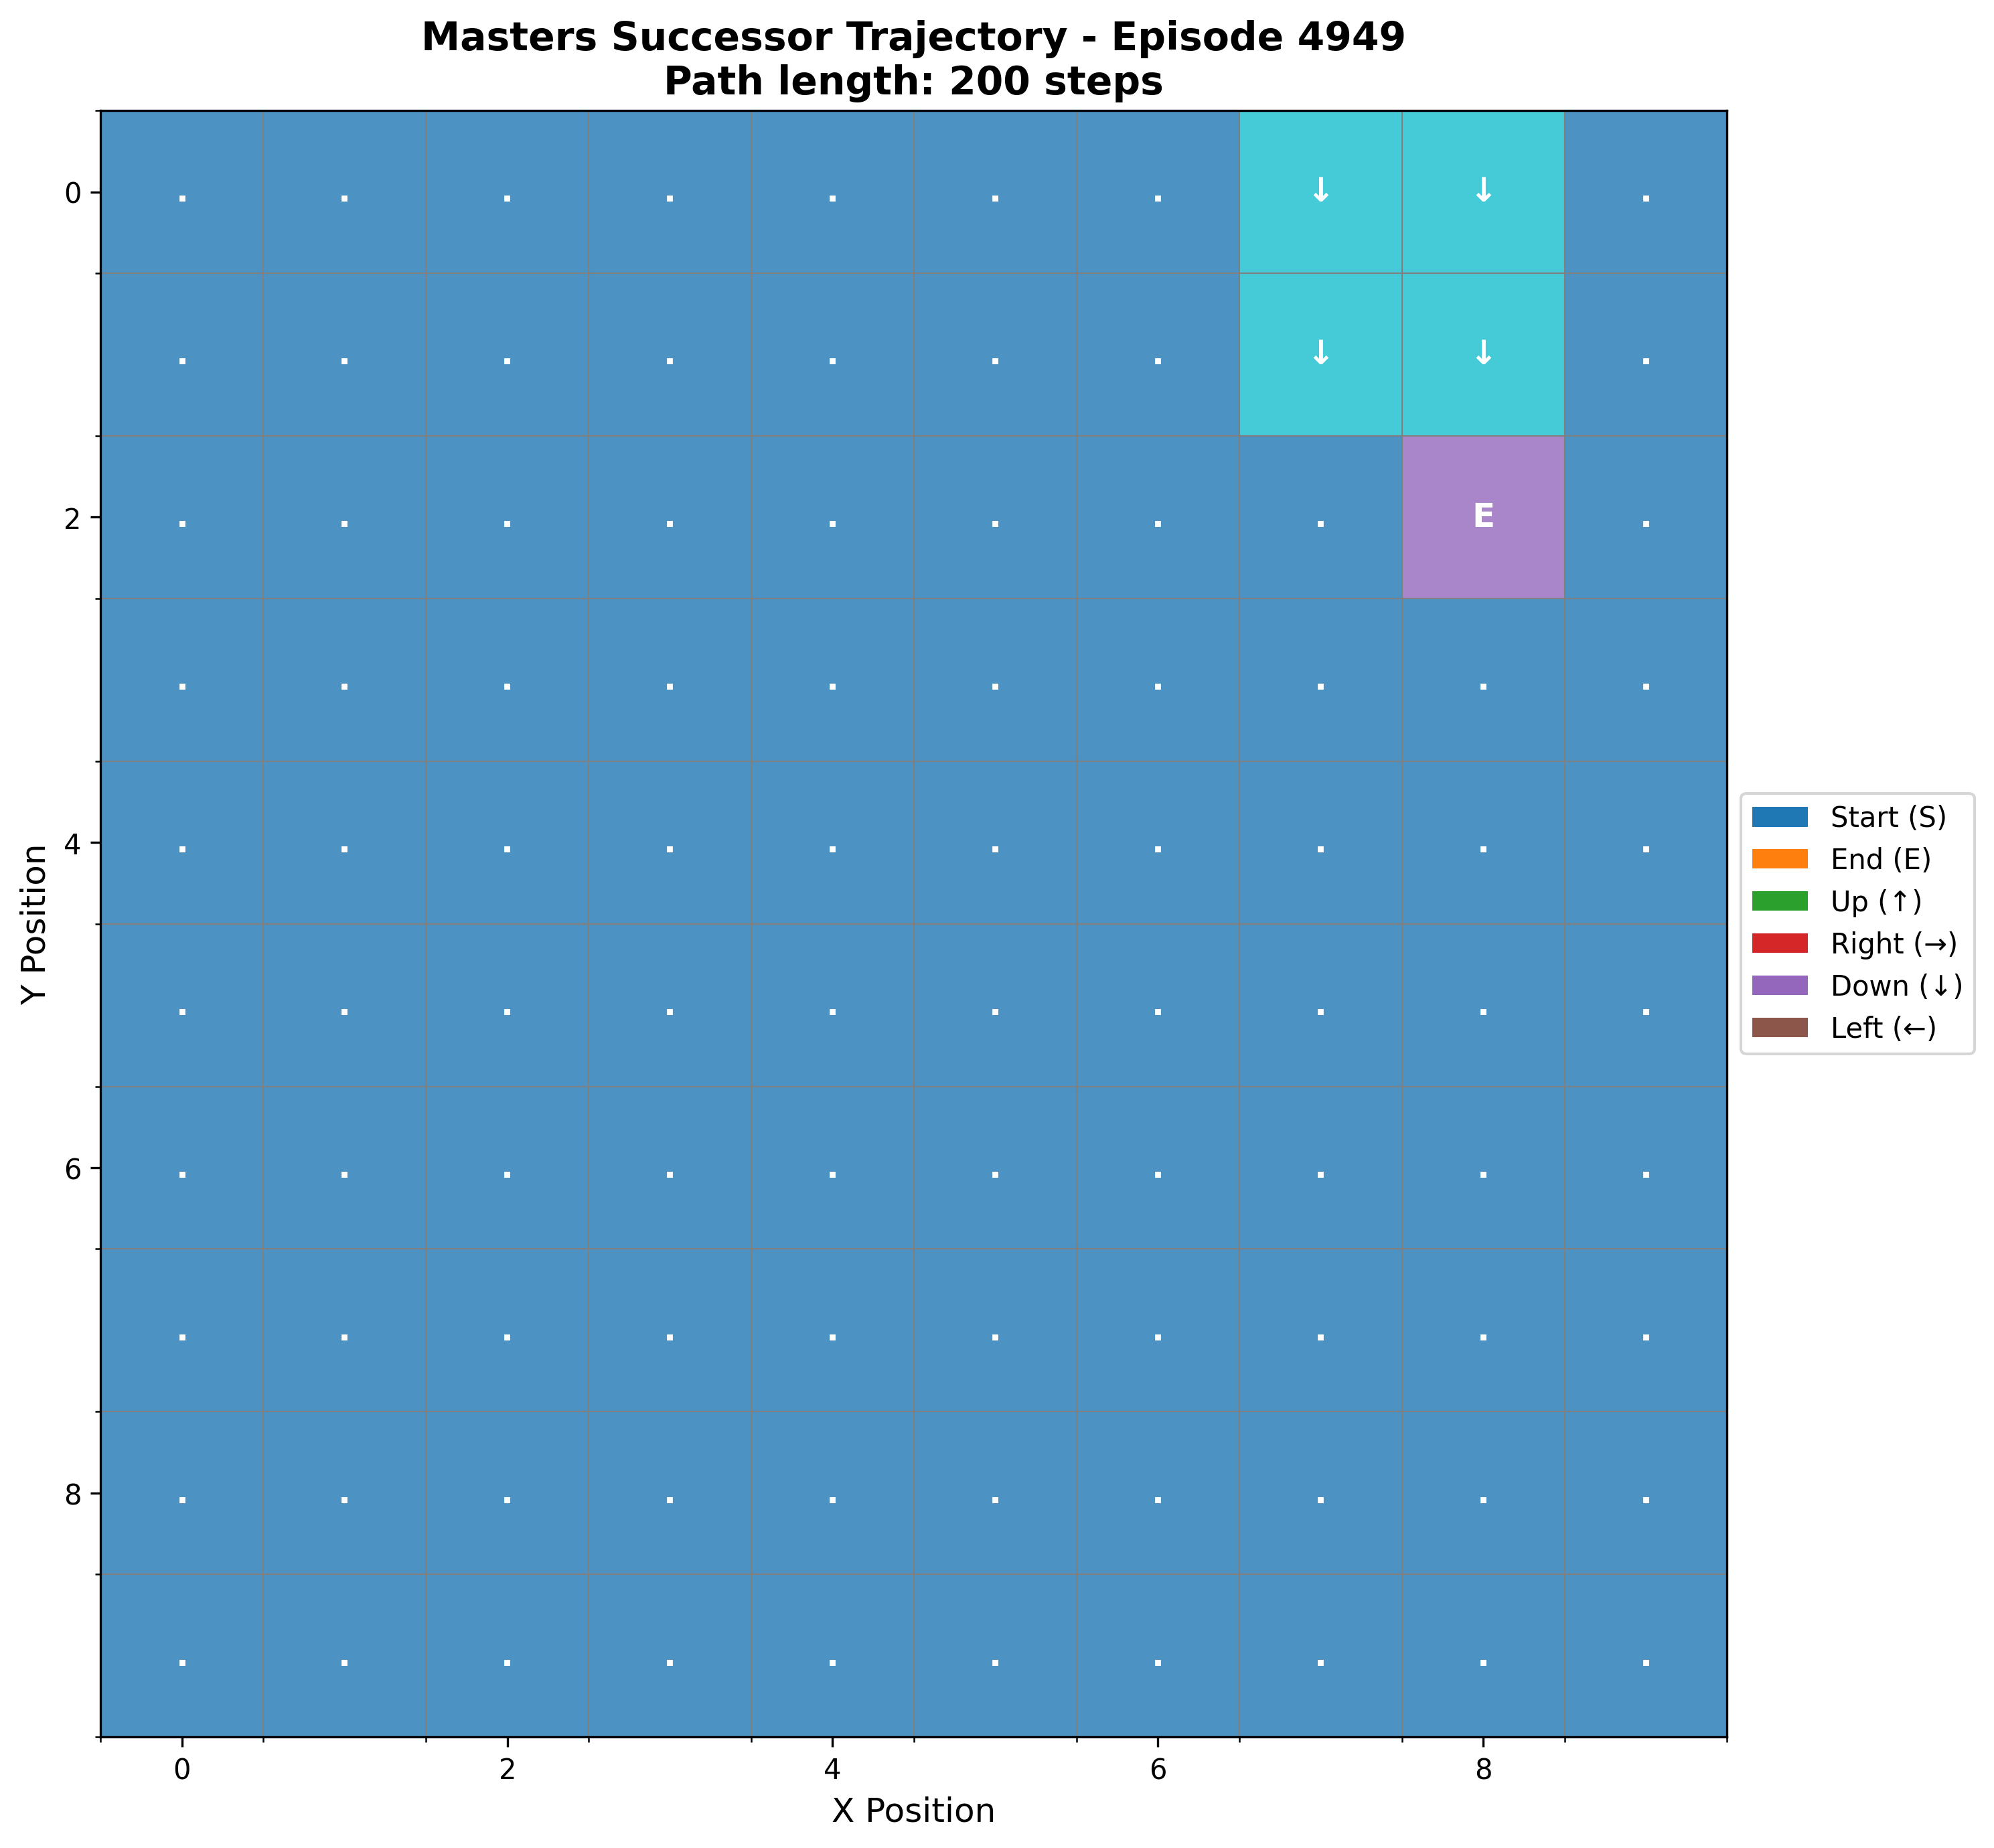 Masters Successor Trajectory - Episode 4949
Path length: 200 steps
0
↓ ↓
↓ ↓
2
E
4
6
8
0 2 4 6 8
X Position
Y Position
Start (S)
End (E)
Up (↑)
Right (→)
Down (↓)
Left (←)